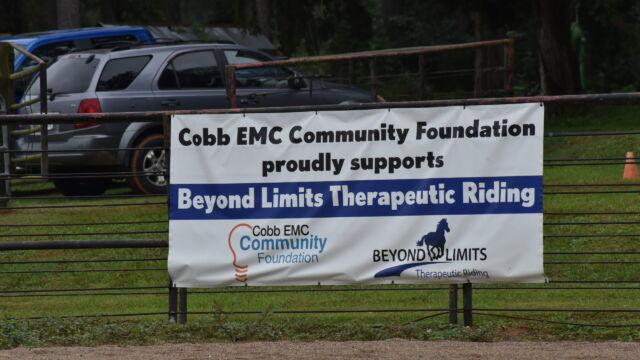 Cobb EMC Community Foundation
proudly supports
Beyond Limits Therapeutic Riding
Cobb EMC
Community
Foundation
BEYOND LIMITS
Therapeutic Riding